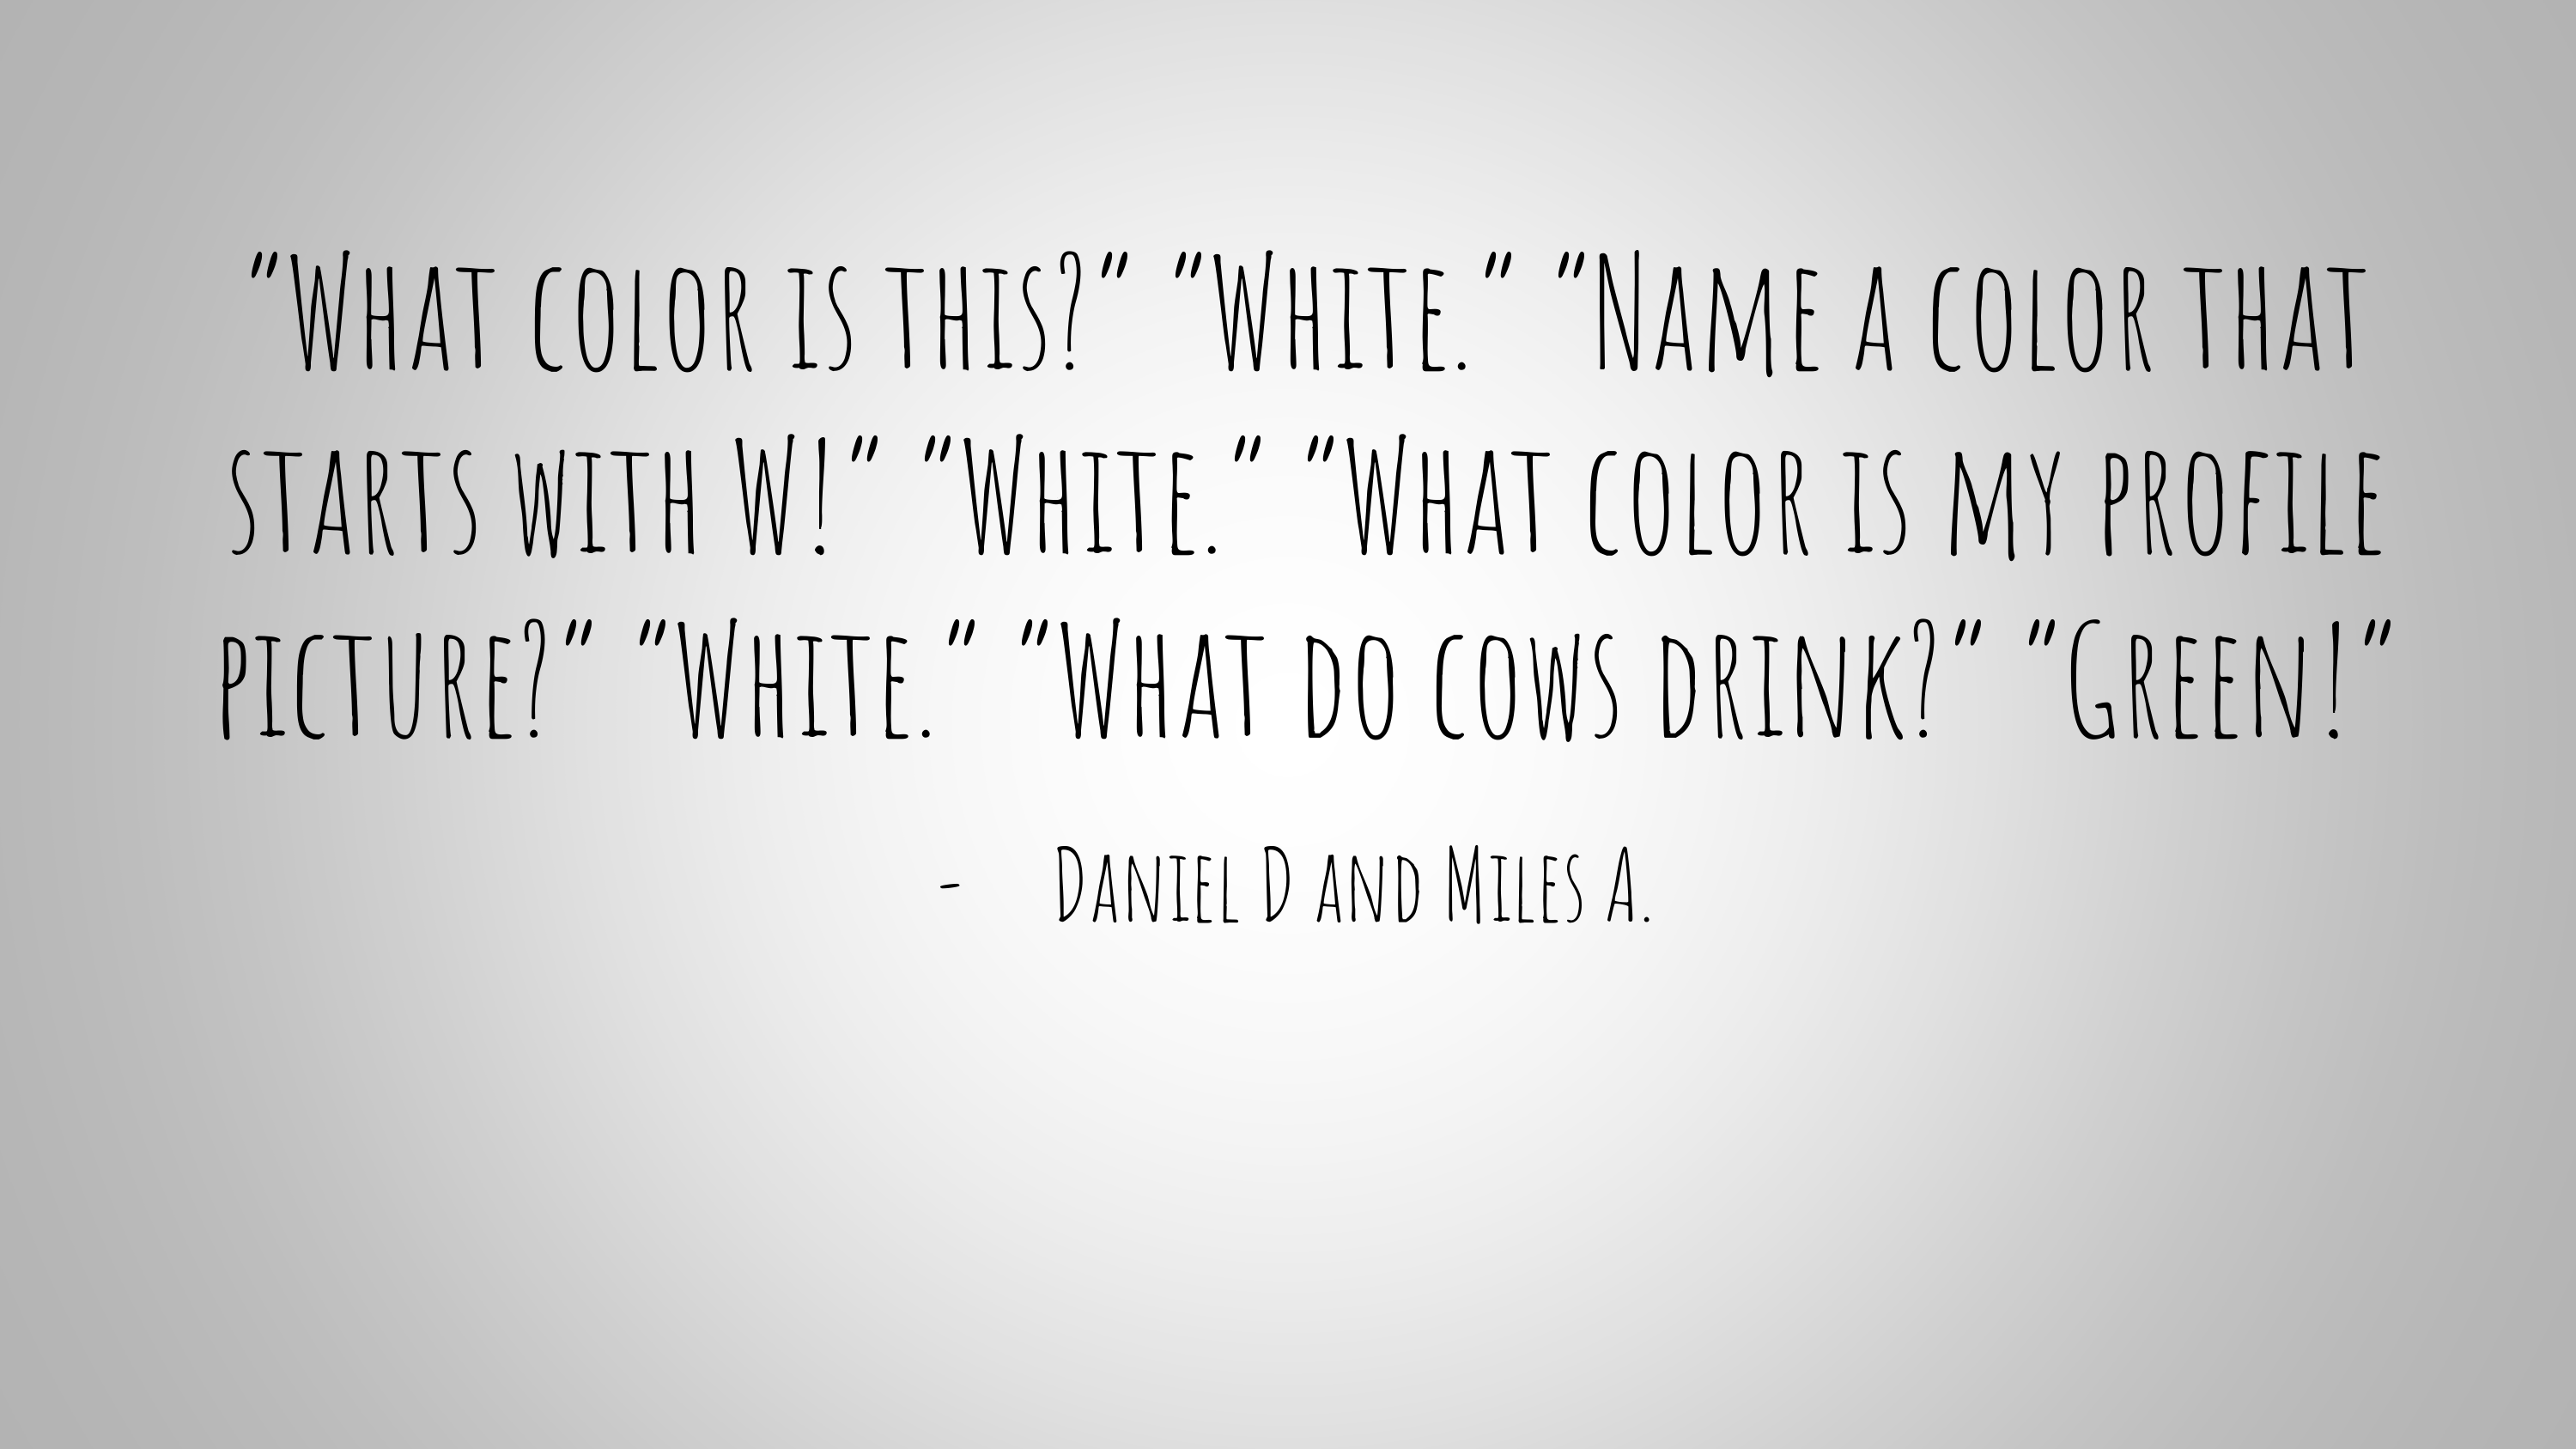 "What color is this?" "White." "Name a color that
starts with W!" "White." "What color is my profile
picture?" "White." "What do cows drink?" "Green!"
- Daniel D and Miles A.